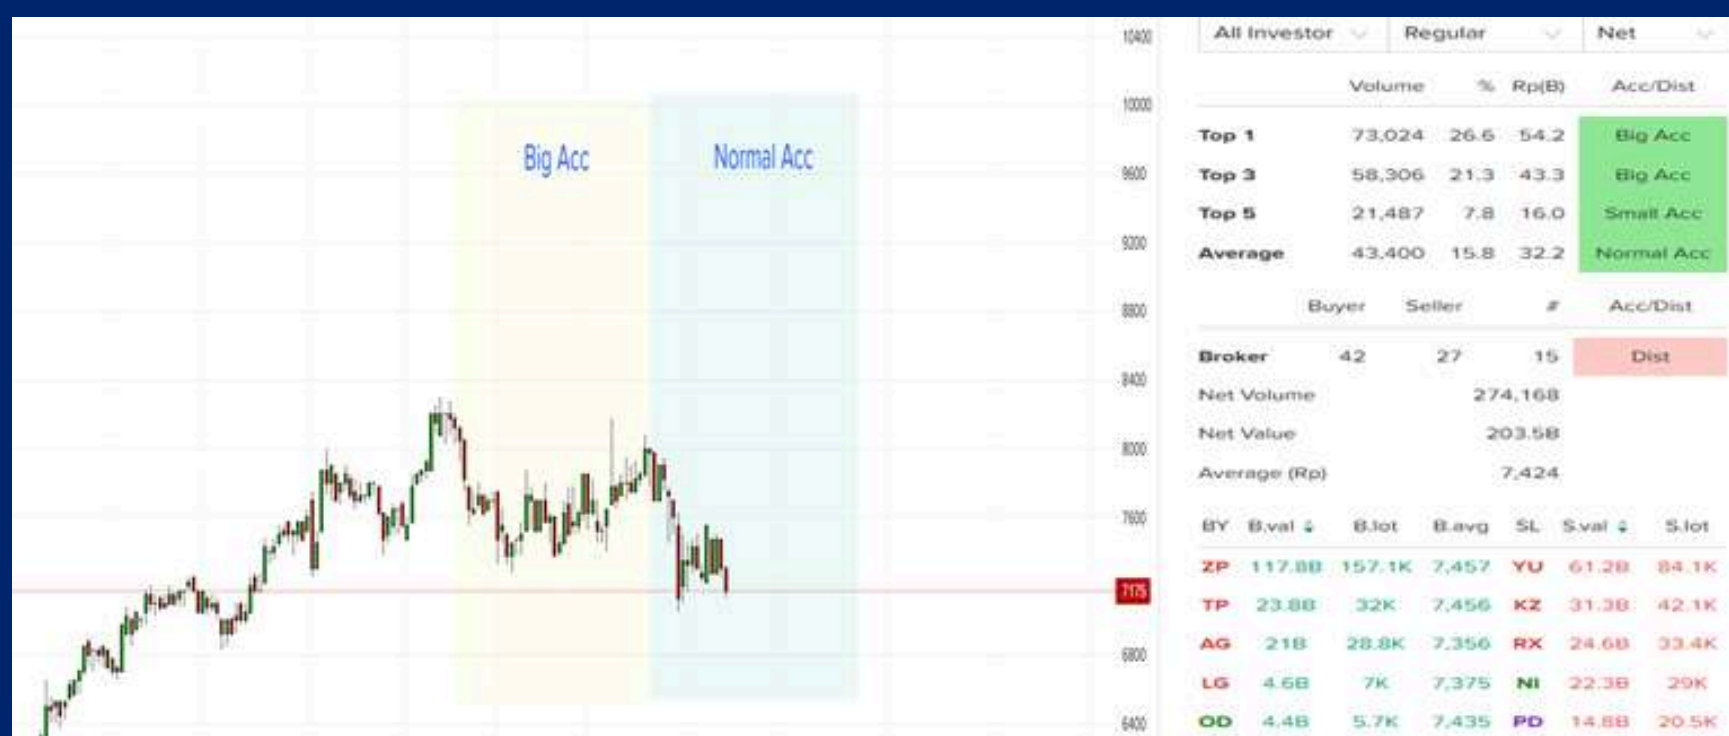 10400
10000
9600
9200
8800
8400
8000
7600
7175
6800
6400
Big Acc
Normal Acc
All Investor Regular Net
Volume % Rp(B) Acc/Dist
Top 1 73,024 26.6 54.2 Big Acc
Top 3 58,306 21.3 43.3 Big Acc
Top 5 21,487 7.8 16.0 Small Acc
Average 43,400 15.8 32.2 Normal Acc
Buyer Seller # Acc/Dist
Broker 42 27 15 Dist
Net Volume 274,168
Net Value 203.5B
Average (Rp) 7,424
BY B.val B.lot B.avg SL S.val S.lot
ZP 117.8B 157.1K 7,457 YU 61.2B 84.1K
TP 23.8B 32K 7,456 KZ 31.3B 42.1K
AG 21B 28.8K 7,356 RX 24.6B 33.4K
LG 4.6B 7K 7,375 NI 22.3B 29K
OD 4.4B 5.7K 7,435 PD 14.8B 20.5K